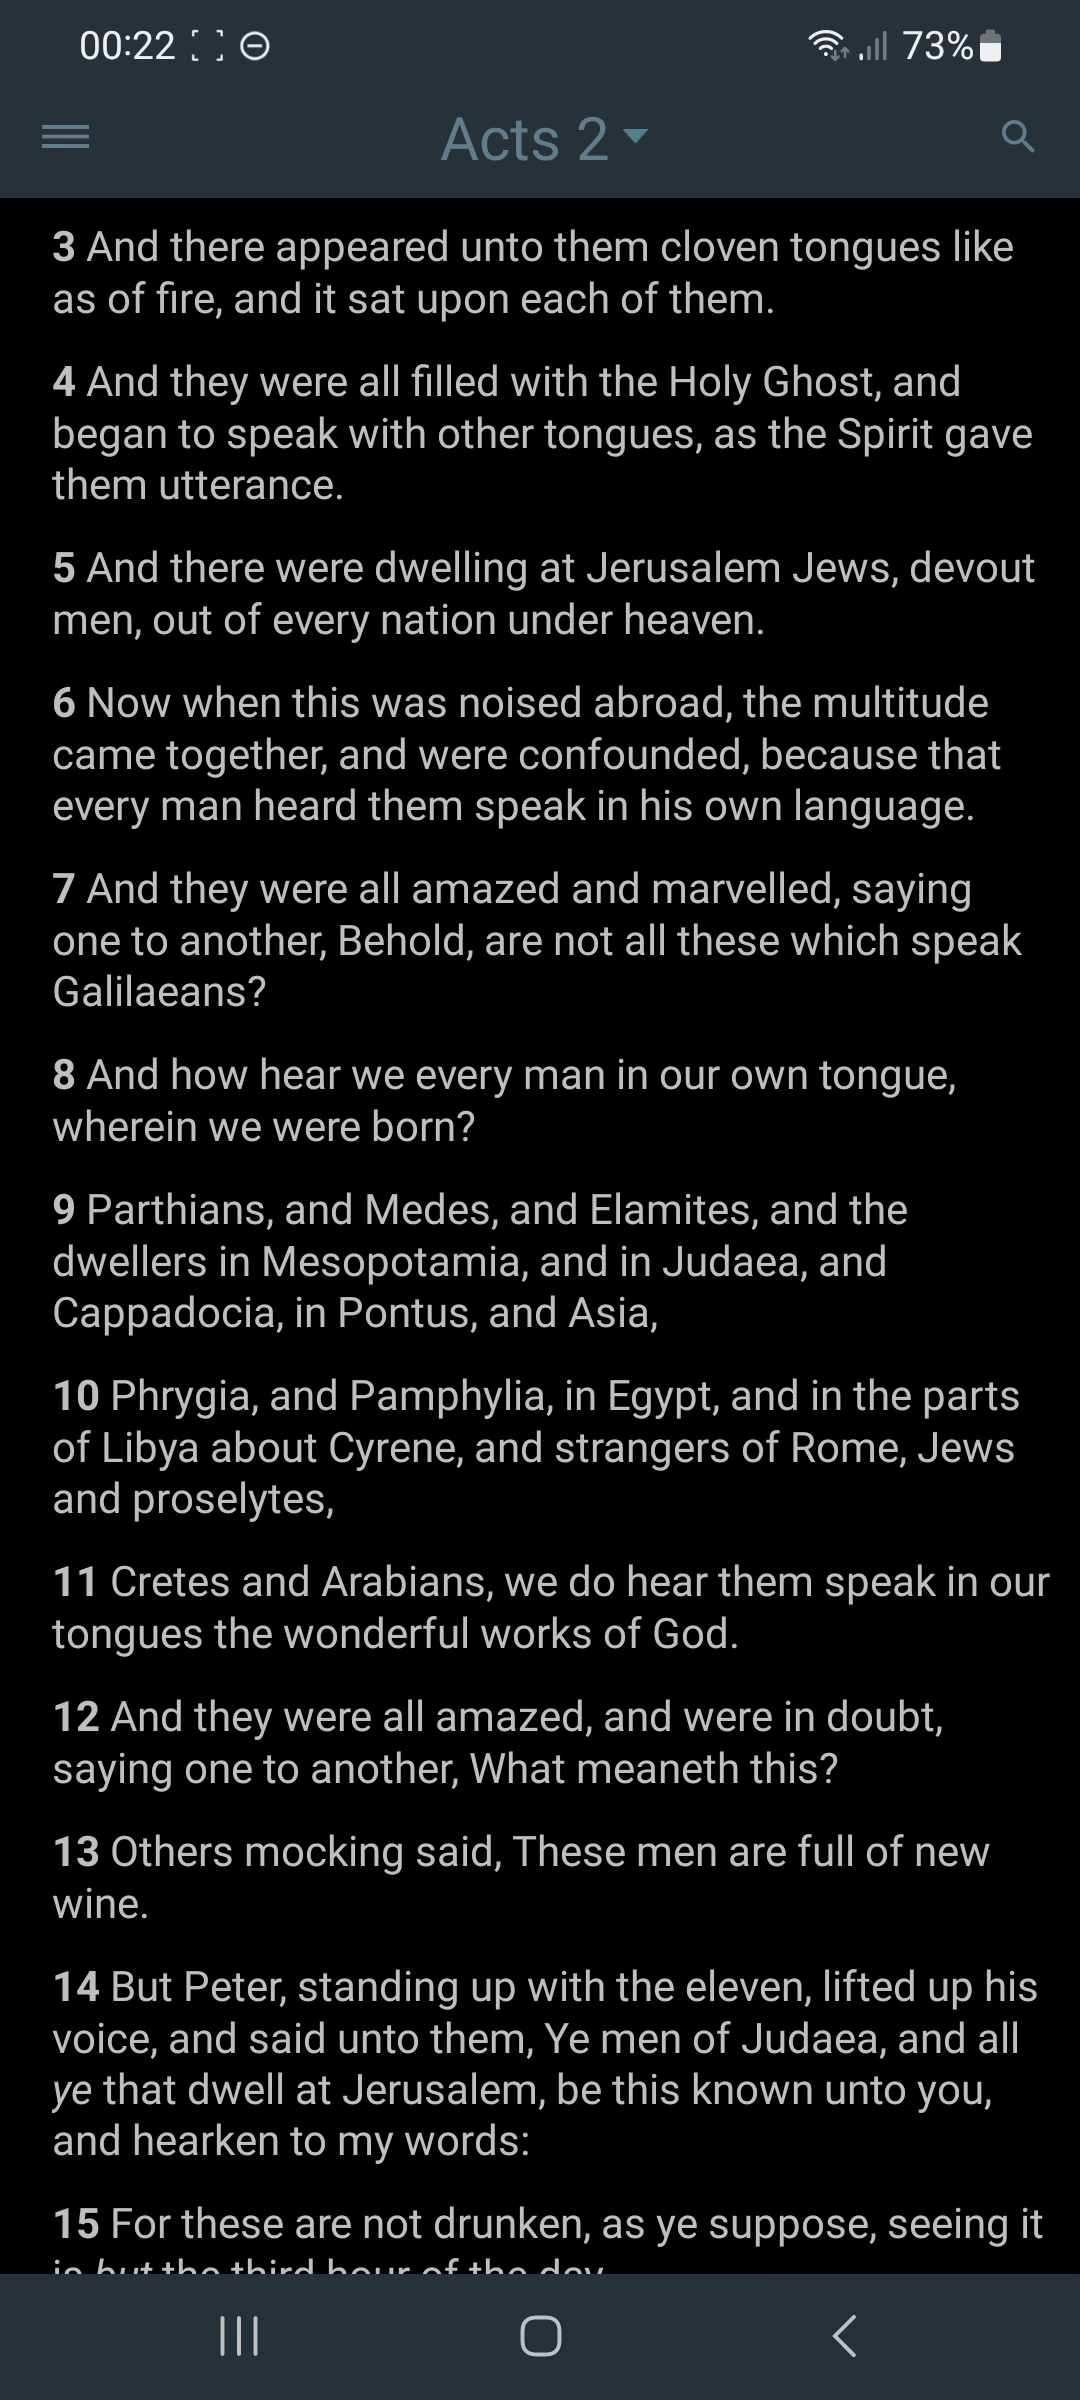 00:22
73%
Acts 2
3 And there appeared unto them cloven tongues like
as of fire, and it sat upon each of them.
4 And they were all filled with the Holy Ghost, and
began to speak with other tongues, as the Spirit gave
them utterance.
5 And there were dwelling at Jerusalem Jews, devout
men, out of every nation under heaven.
6 Now when this was noised abroad, the multitude
came together, and were confounded, because that
every man heard them speak in his own language.
7 And they were all amazed and marvelled, saying
one to another, Behold, are not all these which speak
Galilaeans?
8 And how hear we every man in our own tongue,
wherein we were born?
9 Parthians, and Medes, and Elamites, and the
dwellers in Mesopotamia, and in Judaea, and
Cappadocia, in Pontus, and Asia,
10 Phrygia, and Pamphylia, in Egypt, and in the parts
of Libya about Cyrene, and strangers of Rome, Jews
and proselytes,
11 Cretes and Arabians, we do hear them speak in our
tongues the wonderful works of God.
12 And they were all amazed, and were in doubt,
saying one to another, What meaneth this?
13 Others mocking said, These men are full of new
wine.
14 But Peter, standing up with the eleven, lifted up his
voice, and said unto them, Ye men of Judaea, and all
ye that dwell at Jerusalem, be this known unto you,
and hearken to my words:
15 For these are not drunken, as ye suppose, seeing it
is but the third hour of the day